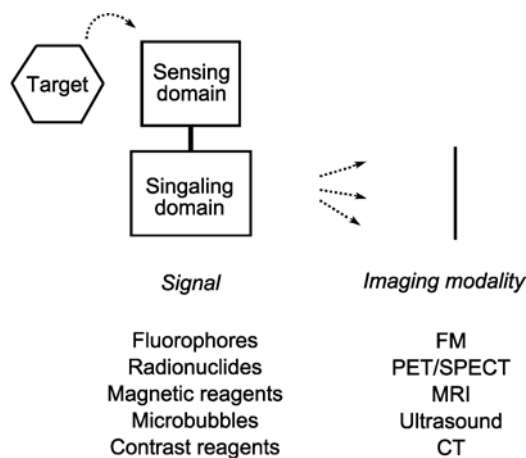 Target
Sensing
domain
Singaling
domain
Signal
Imaging modality
Fluorophores
FM
Radionuclides
PET/SPECT
Magnetic reagents
MRI
Microbubbles
Ultrasound
Contrast reagents
CT